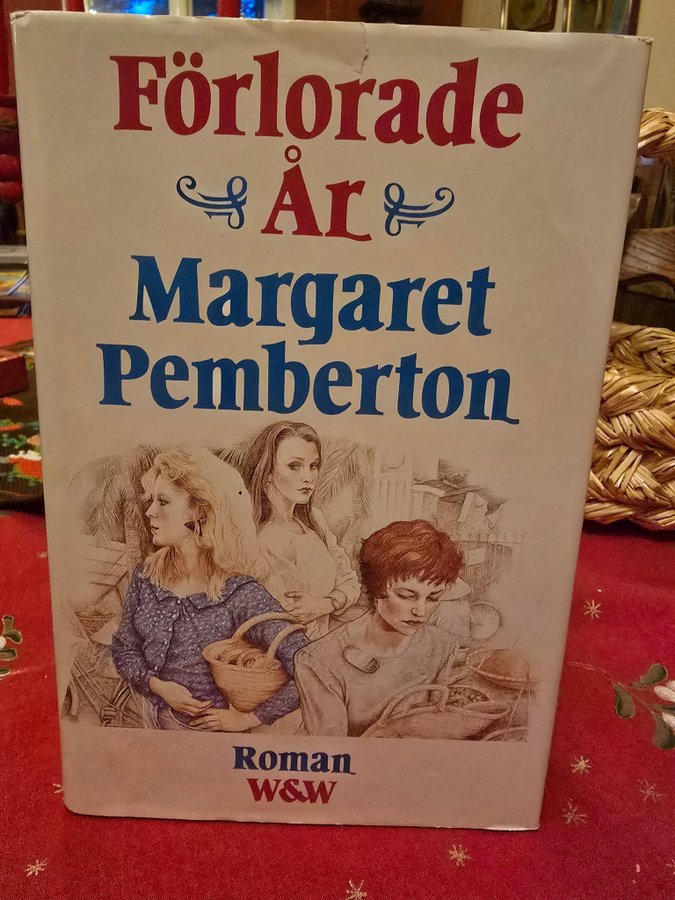 Förlorade
År
Margaret
Pemberton
Roman
W&W